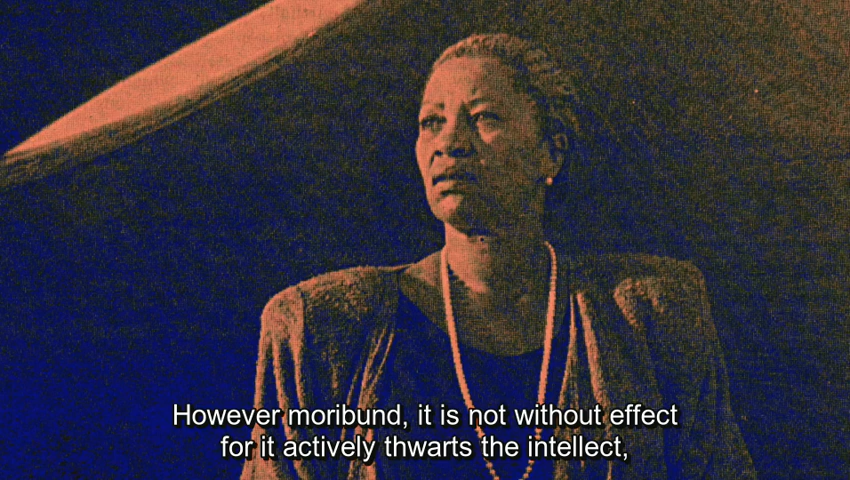 However moribund, it is not without effect
for it actively thwarts the intellect,